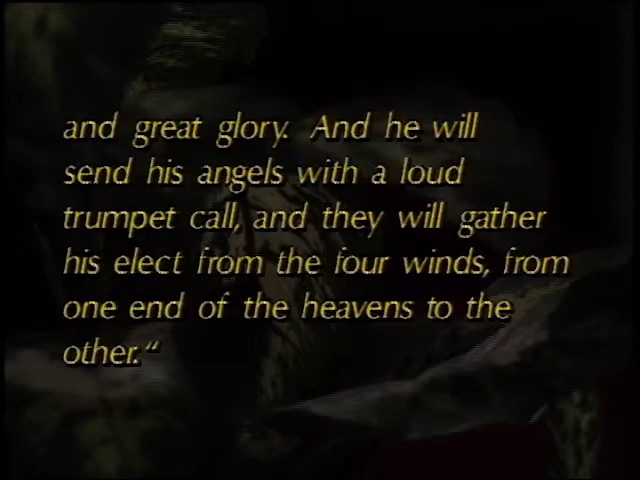 and great glory. And he will
send his angels with a loud
trumpet call, and they will gather
his elect from the four winds, from
one end of the heavens to the
other.“